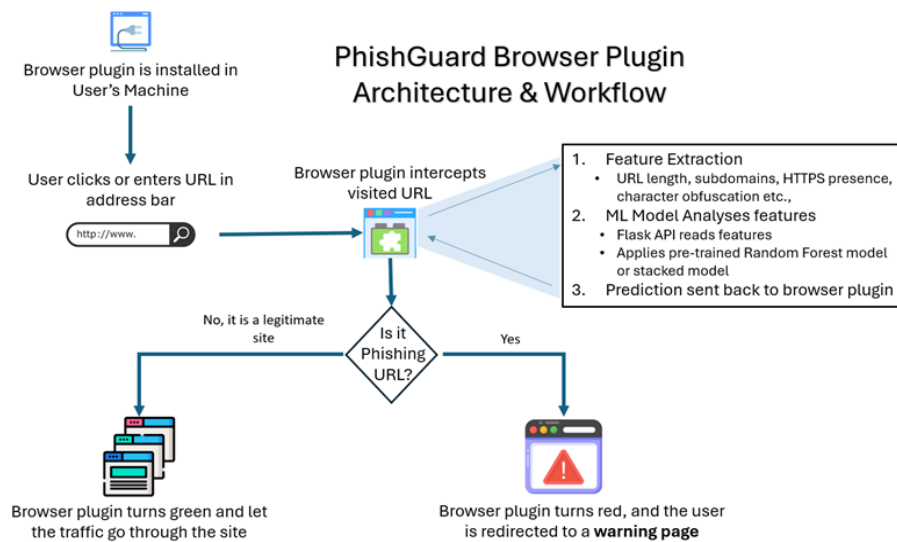 PhishGuard Browser Plugin
Architecture & Workflow
Browser plugin is installed in
User's Machine
User clicks or enters URL in
address bar
http://www.
Browser plugin intercepts
visited URL
1. Feature Extraction
• URL length, subdomains, HTTPS presence,
character obfuscation etc.,
2. ML Model Analyses features
• Flask API reads features
• Applies pre-trained Random Forest model
or stacked model
3. Prediction sent back to browser plugin
Is it
Phishing
URL?
No, it is a legitimate
site
Yes
Browser plugin turns green and let
the traffic go through the site
Browser plugin turns red, and the user
is redirected to a warning page